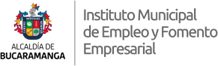 ALCALDÍA DE
BUCARAMANGA
Instituto Municipal
de Empleo y Fomento
Empresarial